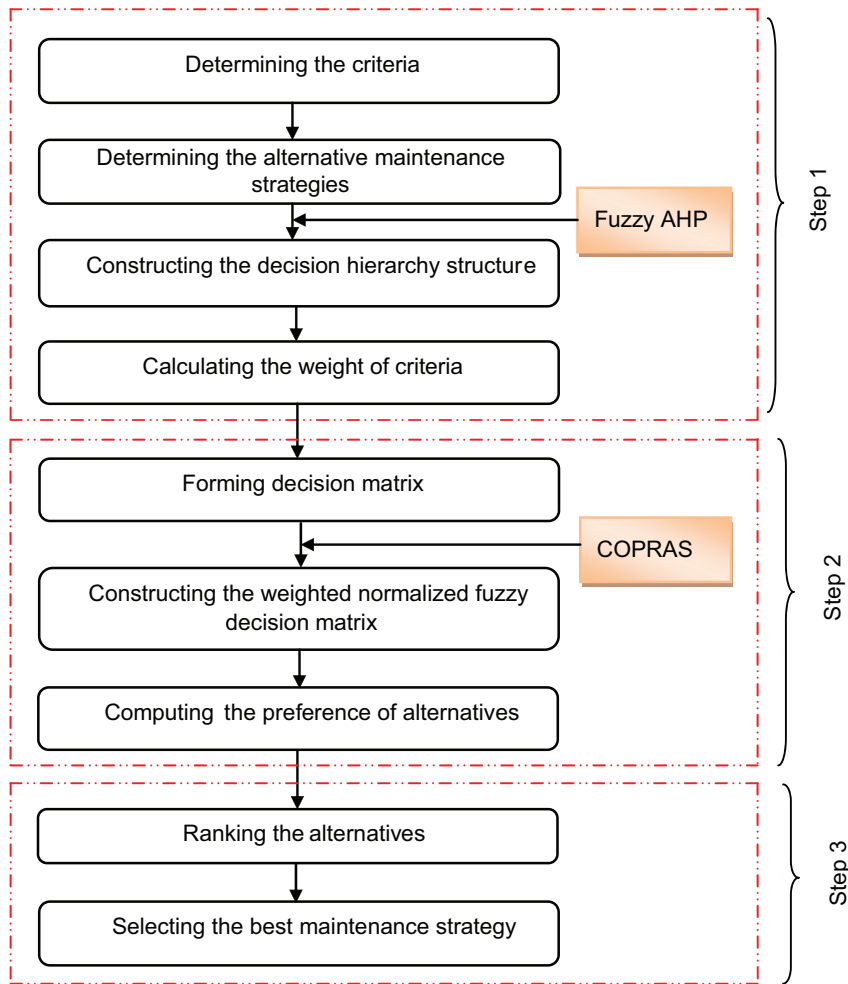 Determining the criteria
Determining the alternative maintenance
strategies
Fuzzy AHP
Constructing the decision hierarchy structure
Calculating the weight of criteria
Step 1
Forming decision matrix
COPRAS
Constructing the weighted normalized fuzzy
decision matrix
Computing the preference of alternatives
Step 2
Ranking the alternatives
Selecting the best maintenance strategy
Step 3